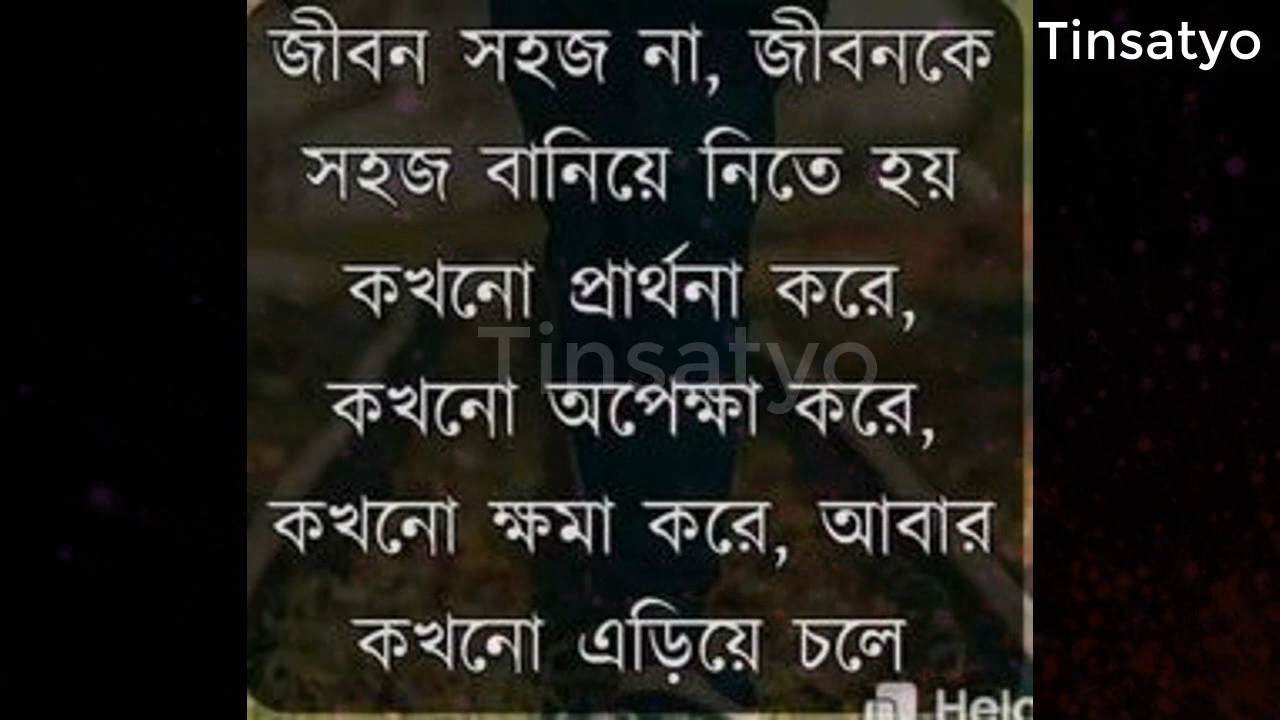 Tinsatyo
জীবন সহজ না, জীবনকে
সহজ বানিয়ে নিতে হয়
কখনো প্রার্থনা করে,
Tinsatyo
কখনো অপেক্ষা করে,
কখনো ক্ষমা করে, আবার
কখনো এড়িয়ে চলে